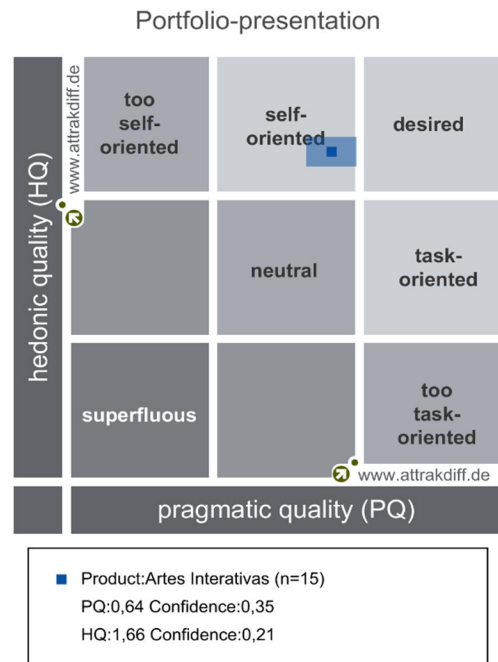 Portfolio-presentation
hedonic quality (HQ)
www.attrakdiff.de
too
self-
oriented
self-
oriented
desired
neutral
task-
oriented
superfluous
too
task-
oriented
www.attrakdiff.de
pragmatic quality (PQ)
Product:Artes Interativas (n=15)
PQ:0,64 Confidence:0,35
HQ:1,66 Confidence:0,21